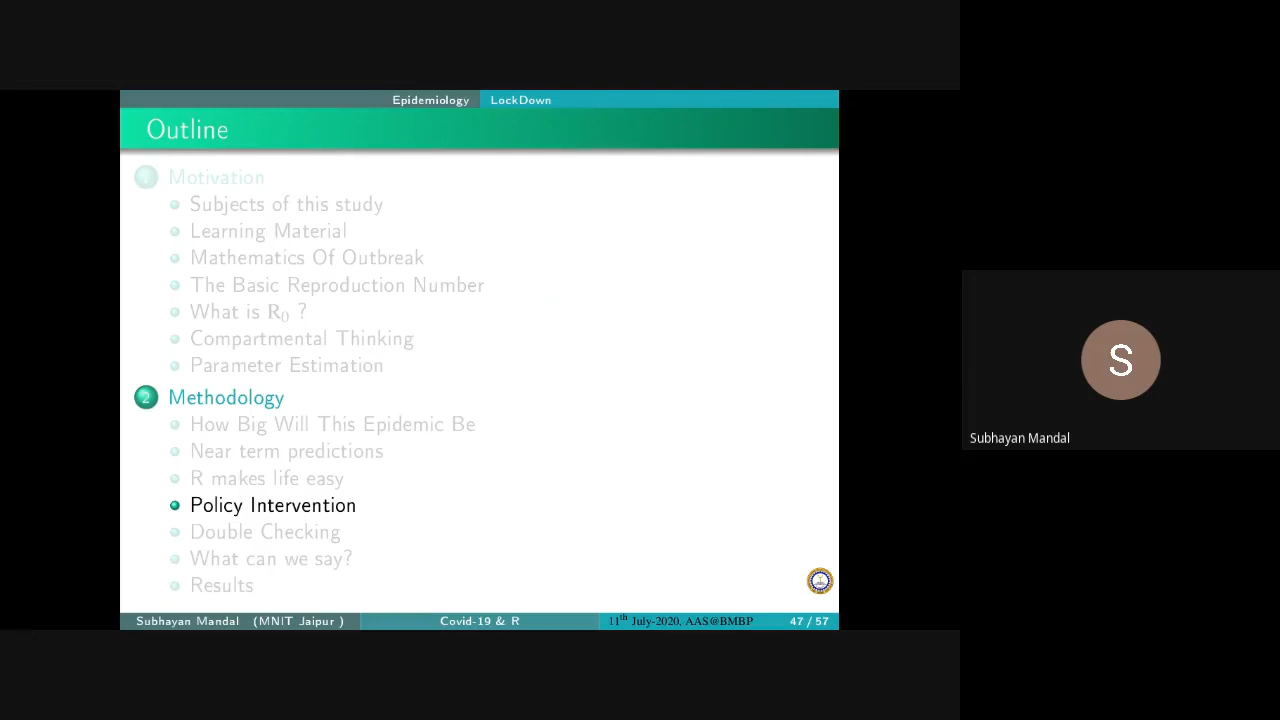 Epidemiology LockDown
Outline
1 Motivation
Subjects of this study
Learning Material
Mathematics Of Outbreak
The Basic Reproduction Number
What is R0 ?
Compartmental Thinking
Parameter Estimation
2 Methodology
How Big Will This Epidemic Be
Near term predictions
R makes life easy
Policy Intervention
Double Checking
What can we say?
Results
Subhayan Mandal (MNIT Jaipur ) Covid-19 & R 11th July-2020, AAS@BMBP 47 / 57
S
Subhayan Mandal